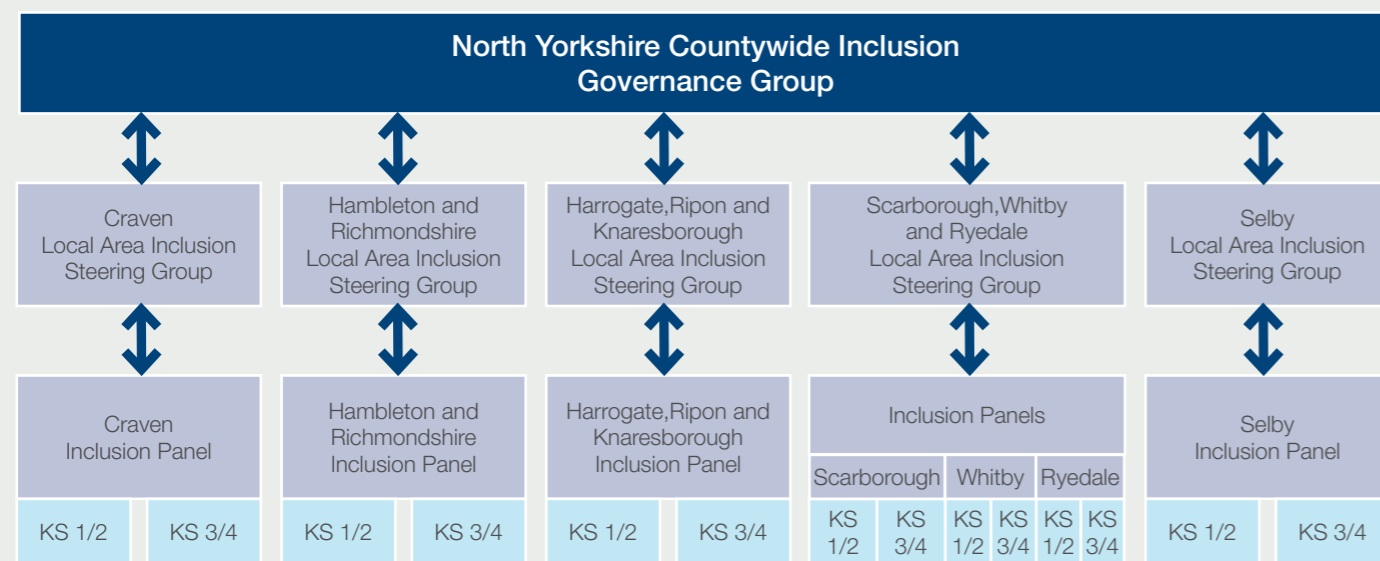 North Yorkshire Countywide Inclusion
Governance Group
Craven
Local Area Inclusion
Steering Group
Hambleton and
Richmondshire
Local Area Inclusion
Steering Group
Harrogate,Ripon and
Knaresborough
Local Area Inclusion
Steering Group
Scarborough,Whitby
and Ryedale
Local Area Inclusion
Steering Group
Selby
Local Area Inclusion
Steering Group
Craven
Inclusion Panel
Hambleton and
Richmondshire
Inclusion Panel
Harrogate,Ripon and
Knaresborough
Inclusion Panel
Inclusion Panels
Scarborough
Whitby
Ryedale
Selby
Inclusion Panel
KS 1/2
KS 3/4
KS 1/2
KS 3/4
KS 1/2
KS 3/4
KS
1/2
KS
3/4
KS
1/2
KS
3/4
KS
1/2
KS
3/4
KS 1/2
KS 3/4